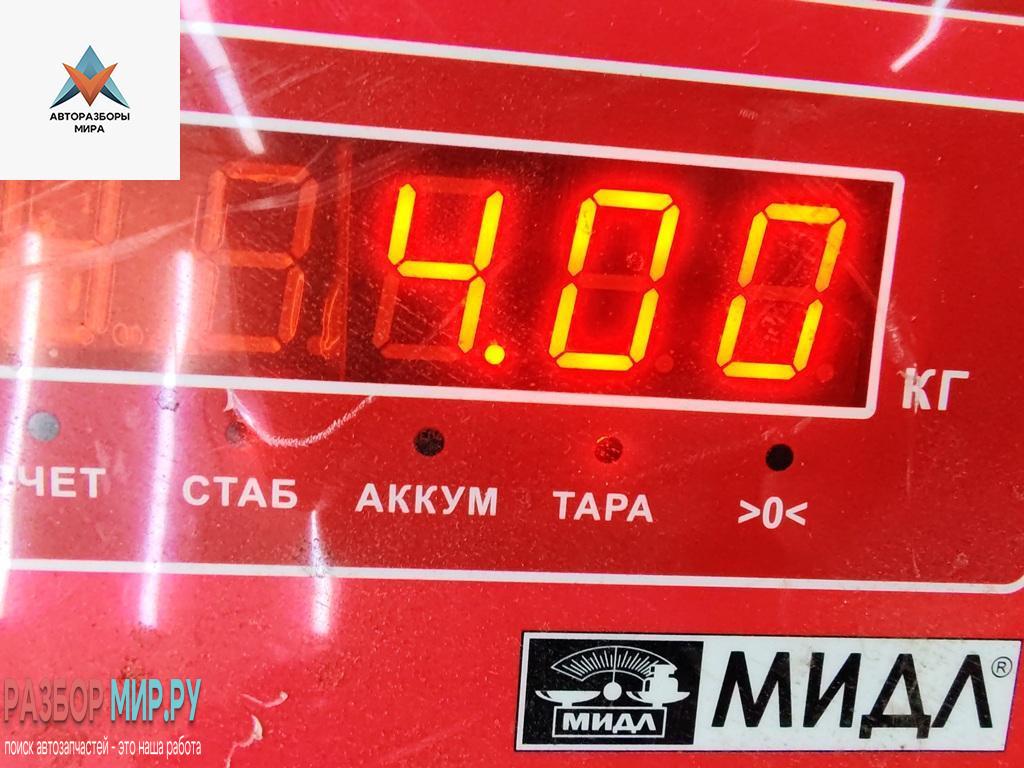 АВТОРАЗБОРЫ
МИРА
4.00
КГ
ЧЕТ
СТАБ
АККУМ
ТАРА
>0<
МИДЛ
МИДЛ®
РАЗБОР МИР.РУ
поиск автозапчастей - это наша работа